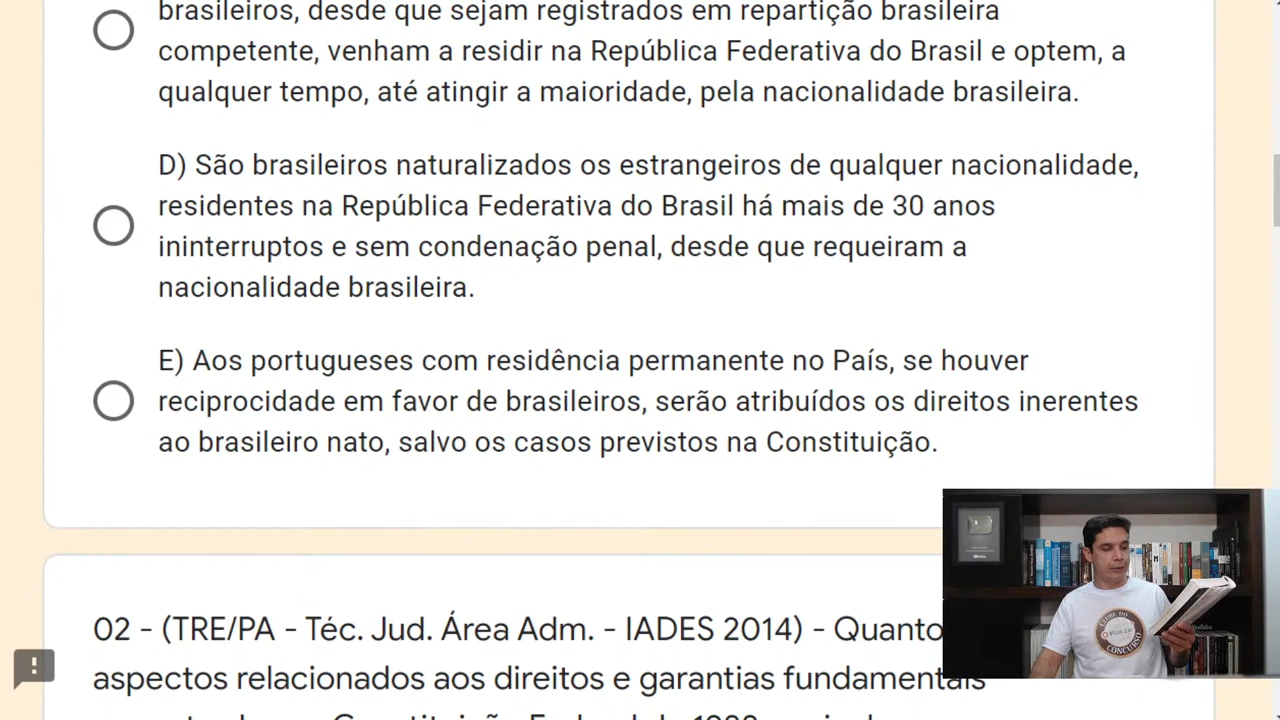 brasileiros, desde que sejam registrados em repartição brasileira
competente, venham a residir na República Federativa do Brasil e optem, a
qualquer tempo, até atingir a maioridade, pela nacionalidade brasileira.
D) São brasileiros naturalizados os estrangeiros de qualquer nacionalidade,
residentes na República Federativa do Brasil há mais de 30 anos
ininterruptos e sem condenação penal, desde que requeiram a
nacionalidade brasileira.
E) Aos portugueses com residência permanente no País, se houver
reciprocidade em favor de brasileiros, serão atribuídos os direitos inerentes
ao brasileiro nato, salvo os casos previstos na Constituição.
02 - (TRE/PA - Téc. Jud. Área Adm. - IADES 2014) - Quanto
aspectos relacionados aos direitos e garantias fundamentais
CLUBE DO
CONCURSO